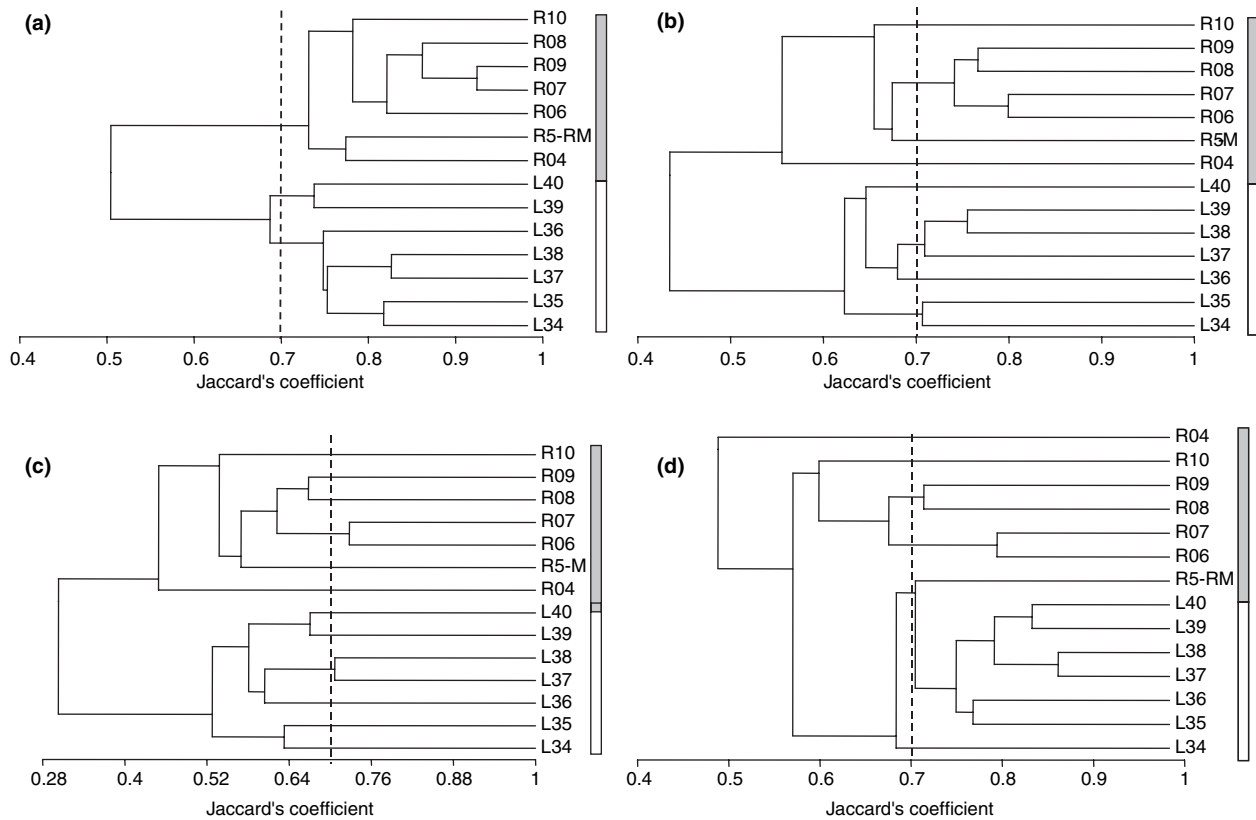 (a)
R10
R08
R09
R07
R06
R5-RM
R04
L40
L39
L36
L38
L37
L35
L34
0.4 0.5 0.6 0.7 0.8 0.9 1
Jaccard's coefficient
(b)
R10
R09
R08
R07
R06
R5M
R04
L40
L39
L38
L37
L36
L35
L34
0.4 0.5 0.6 0.7 0.8 0.9 1
Jaccard's coefficient
(c)
R10
R09
R08
R07
R06
R5-M
R04
L40
L39
L38
L37
L36
L35
L34
0.28 0.4 0.52 0.64 0.76 0.88 1
Jaccard's coefficient
(d)
R04
R10
R09
R08
R07
R06
R5-RM
L40
L39
L38
L37
L36
L35
L34
0.4 0.5 0.6 0.7 0.8 0.9 1
Jaccard's coefficient